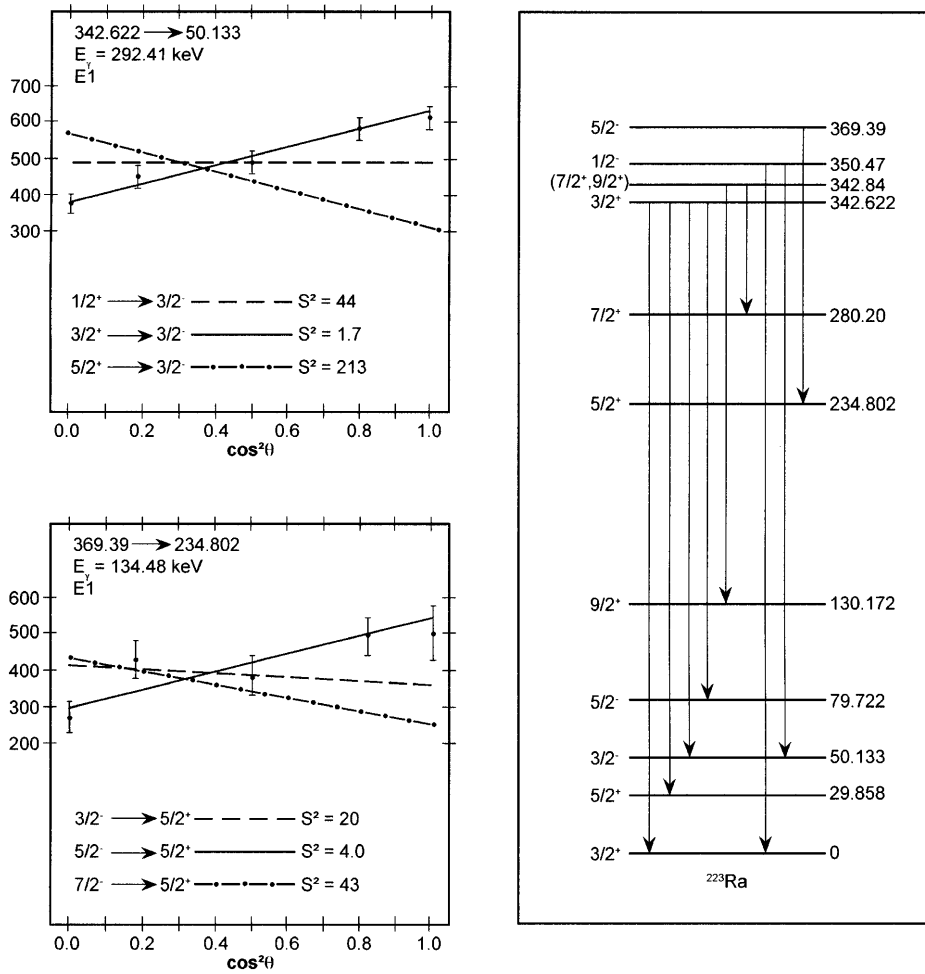 342.622 → 50.133
Eγ = 292.41 keV
E1
700
600
500
400
300
1/2⁺ → 3/2⁻ S² = 44
3/2⁺ → 3/2⁻ S² = 1.7
5/2⁺ → 3/2⁻ S² = 213
0.0 0.2 0.4 0.6 0.8 1.0
cos²θ
369.39 → 234.802
Eγ = 134.48 keV
E1
600
500
400
300
200
3/2⁻ → 5/2⁺ S² = 20
5/2⁻ → 5/2⁺ S² = 4.0
7/2⁻ → 5/2⁺ S² = 43
0.0 0.2 0.4 0.6 0.8 1.0
cos²θ
5/2⁻ 369.39
1/2⁻ 350.47
(7/2⁺,9/2⁺) 342.84
3/2⁺ 342.622
7/2⁺ 280.20
5/2⁺ 234.802
9/2⁺ 130.172
5/2⁻ 79.722
3/2⁻ 50.133
5/2⁺ 29.858
3/2⁺ 0
²²³Ra